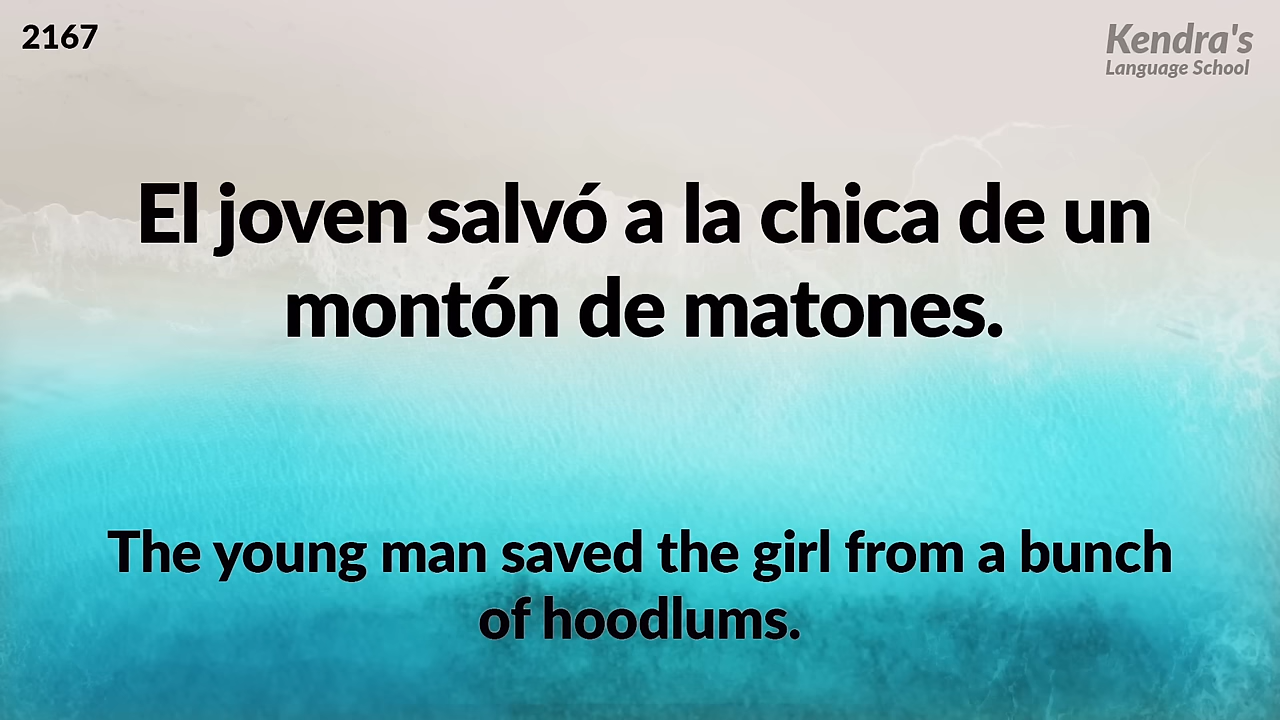 2167
Kendra's
Language School
El joven salvó a la chica de un
montón de matones.
The young man saved the girl from a bunch
of hoodlums.